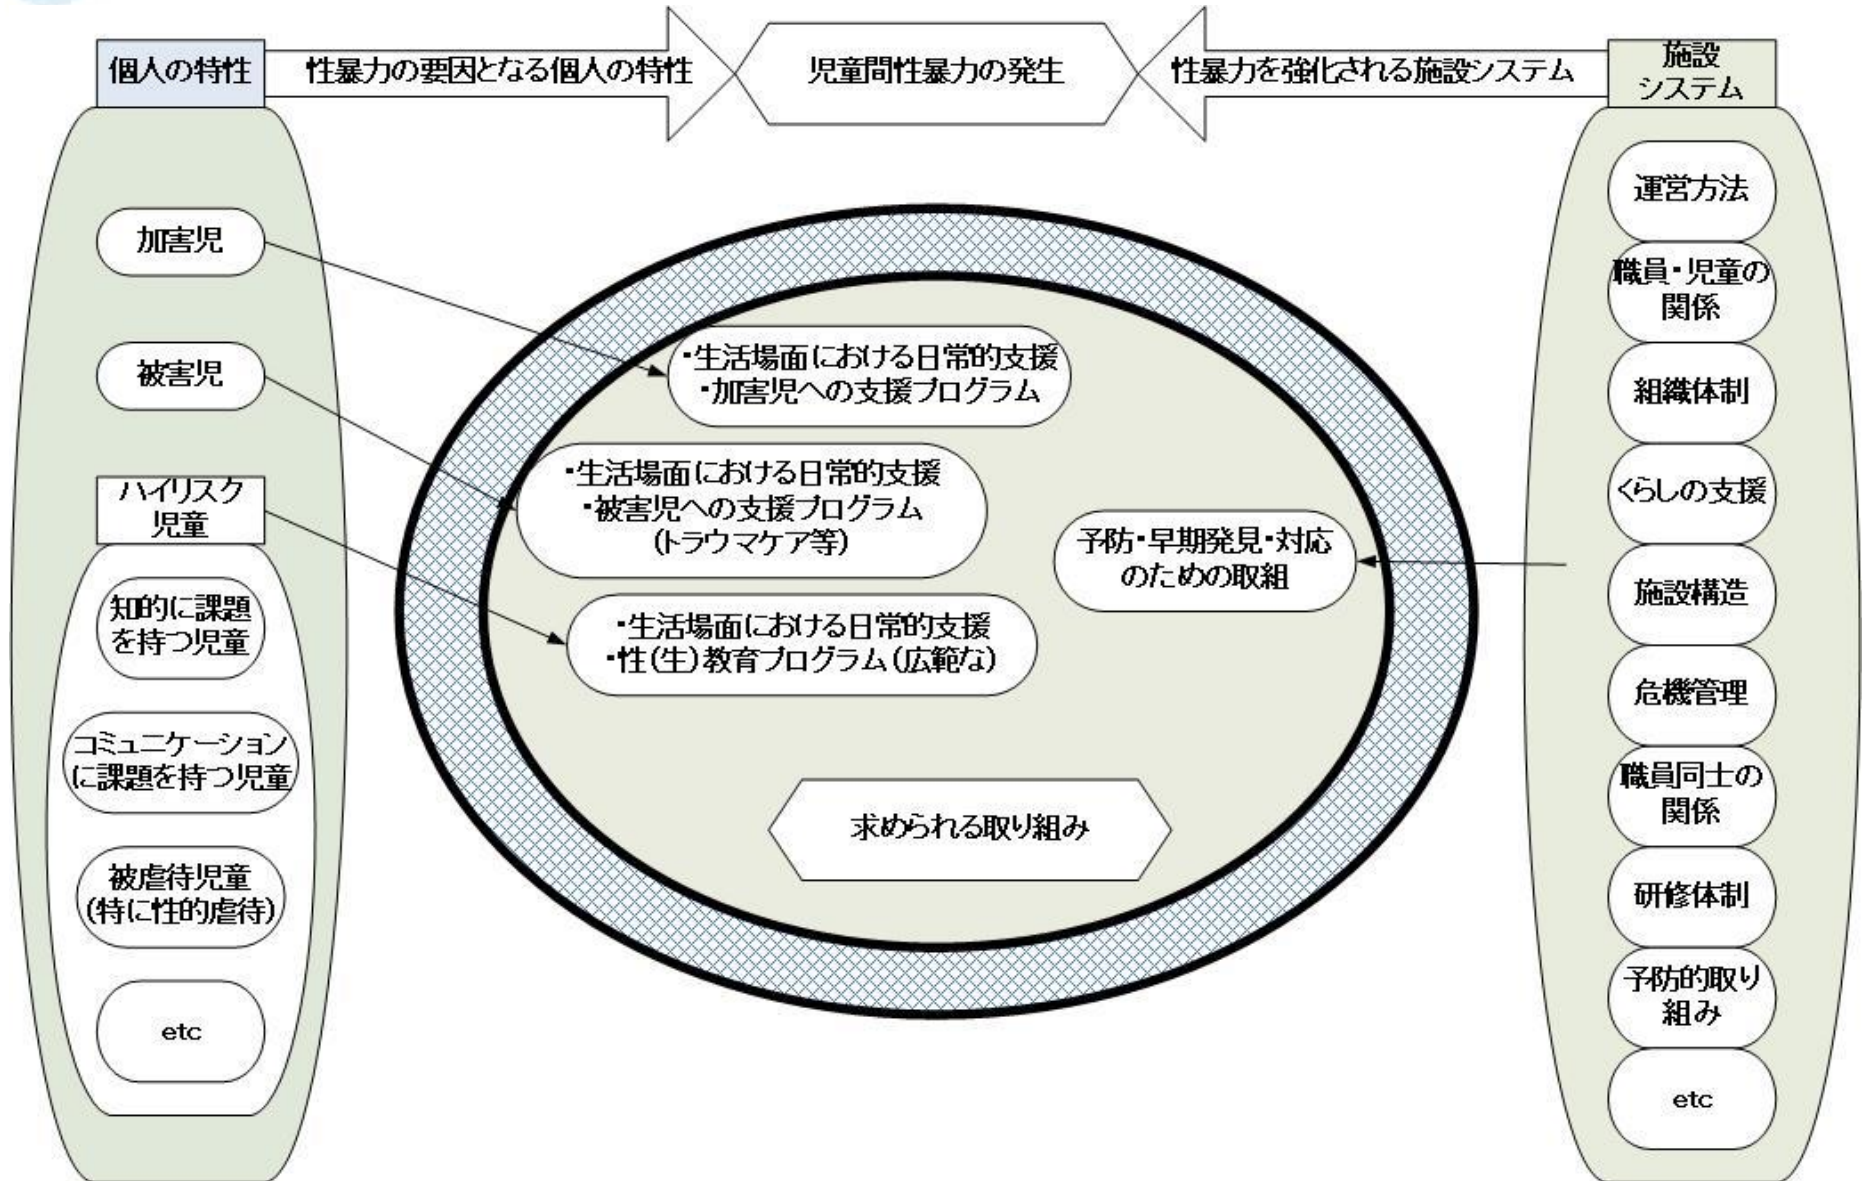 個人の特性
性暴力の要因となる個人の特性
児童間性暴力の発生
性暴力を強化される施設システム
施設
システム
加害児
被害児
ハイリスク
児童
知的に課題
を持つ児童
コミュニケーション
に課題を持つ児童
被虐待児童
(特に性的虐待)
etc
・生活場面における日常的支援
・加害児への支援プログラム
・生活場面における日常的支援
・被害児への支援プログラム
(トラウマケア等)
・生活場面における日常的支援
・性(生)教育プログラム(広範な)
予防・早期発見・対応
のための取組
求められる取り組み
運営方法
職員・児童の
関係
組織体制
くらしの支援
施設構造
危機管理
職員同士の
関係
研修体制
予防的取り
組み
etc